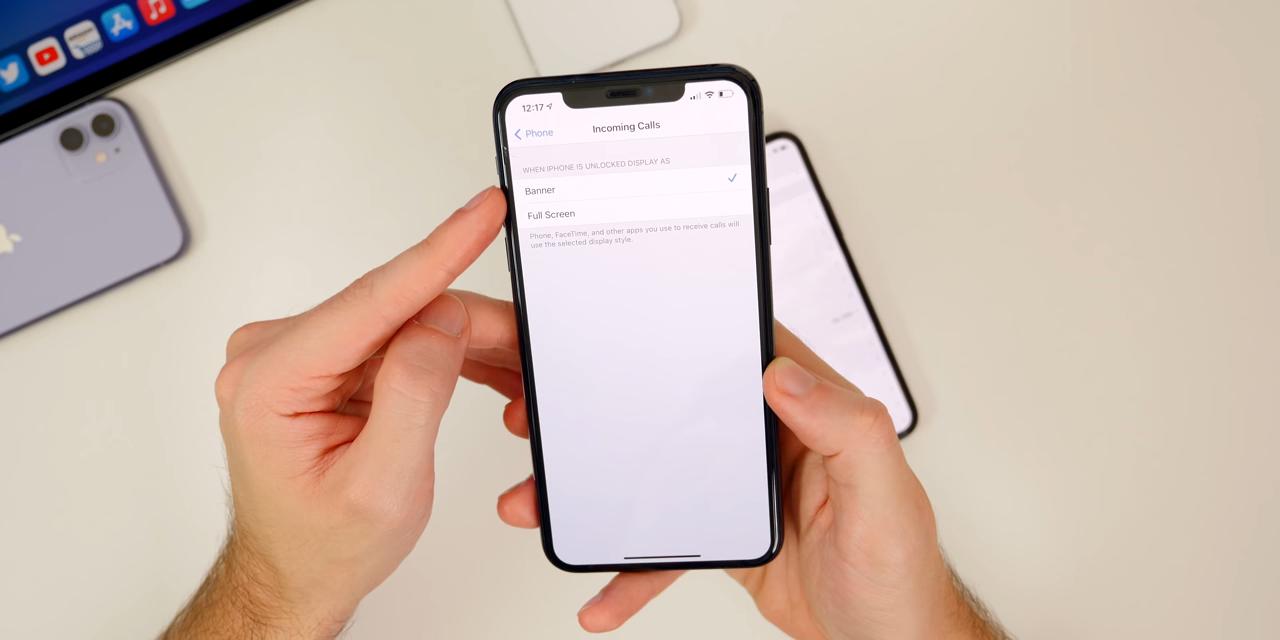 12:17
Phone
Incoming Calls
WHEN IPHONE IS UNLOCKED DISPLAY AS
Banner
Full Screen
Phone, FaceTime, and other apps you use to receive calls will
use the selected display style.